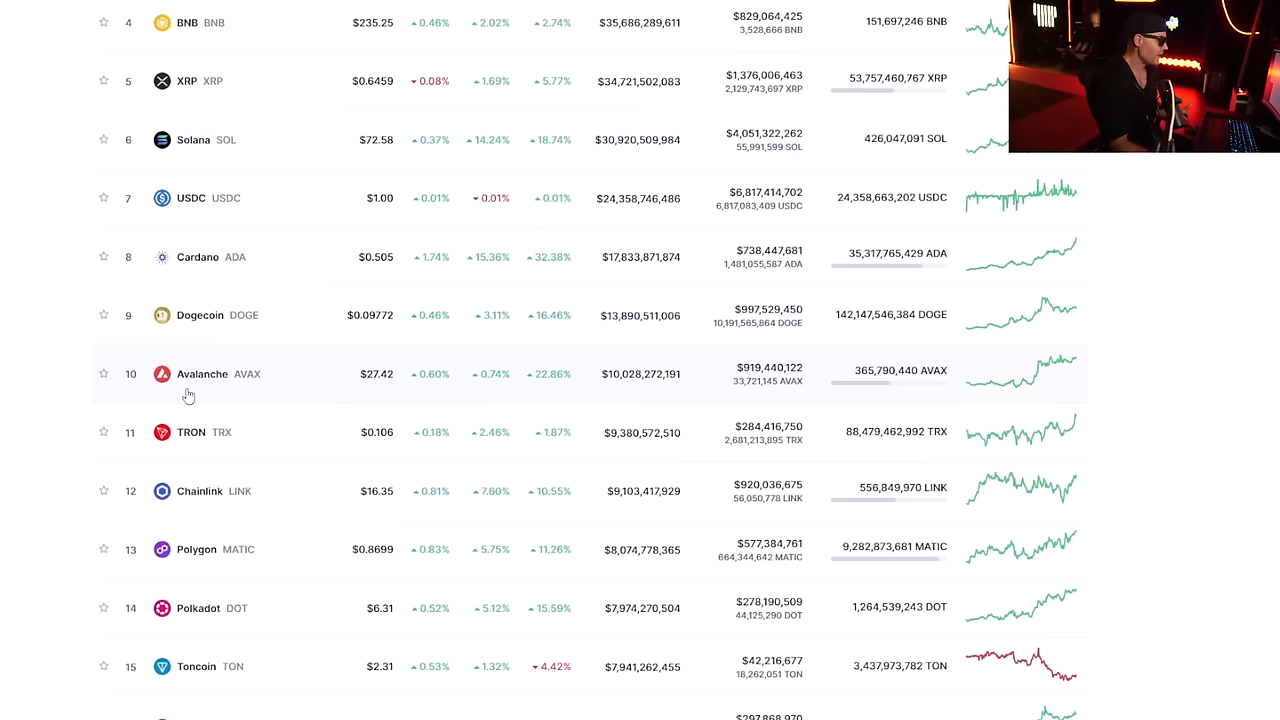 4 BNB BNB $235.25 0.46% 2.02% 2.74% $35,686,289,611 $829,064,425 151,697,246 BNB
3,528,666 BNB
5 XRP XRP $0.6459 0.08% 1.69% 5.77% $34,721,502,083 $1,376,006,463 53,757,460,767 XRP
2,129,743,697 XRP
6 Solana SOL $72.58 0.37% 14.24% 18.74% $30,920,509,984 $4,051,322,262 426,047,091 SOL
55,991,599 SOL
7 USDC USDC $1.00 0.01% 0.01% 0.01% $24,358,746,486 $6,817,414,702 24,358,663,202 USDC
6,817,083,409 USDC
8 Cardano ADA $0.505 1.74% 15.36% 32.38% $17,833,871,874 $738,447,681 35,317,765,429 ADA
1,481,055,587 ADA
9 Dogecoin DOGE $0.09772 0.46% 3.11% 16.46% $13,890,511,006 $997,529,450 142,147,546,384 DOGE
10,191,565,864 DOGE
10 Avalanche AVAX $27.42 0.60% 0.74% 22.86% $10,028,272,191 $919,440,122 365,790,440 AVAX
33,721,145 AVAX
11 TRON TRX $0.106 0.18% 2.46% 1.87% $9,380,572,510 $284,416,750 88,479,462,992 TRX
2,681,213,895 TRX
12 Chainlink LINK $16.35 0.81% 7.60% 10.55% $9,103,417,929 $920,036,675 556,849,970 LINK
56,050,778 LINK
13 Polygon MATIC $0.8699 0.83% 5.75% 11.26% $8,074,778,365 $577,384,761 9,282,873,681 MATIC
664,344,642 MATIC
14 Polkadot DOT $6.31 0.52% 5.12% 15.59% $7,974,270,504 $278,190,509 1,264,539,243 DOT
44,125,290 DOT
15 Toncoin TON $2.31 0.53% 1.32% 4.42% $7,941,262,455 $42,216,677 3,437,973,782 TON
18,262,051 TON
$297,868,970